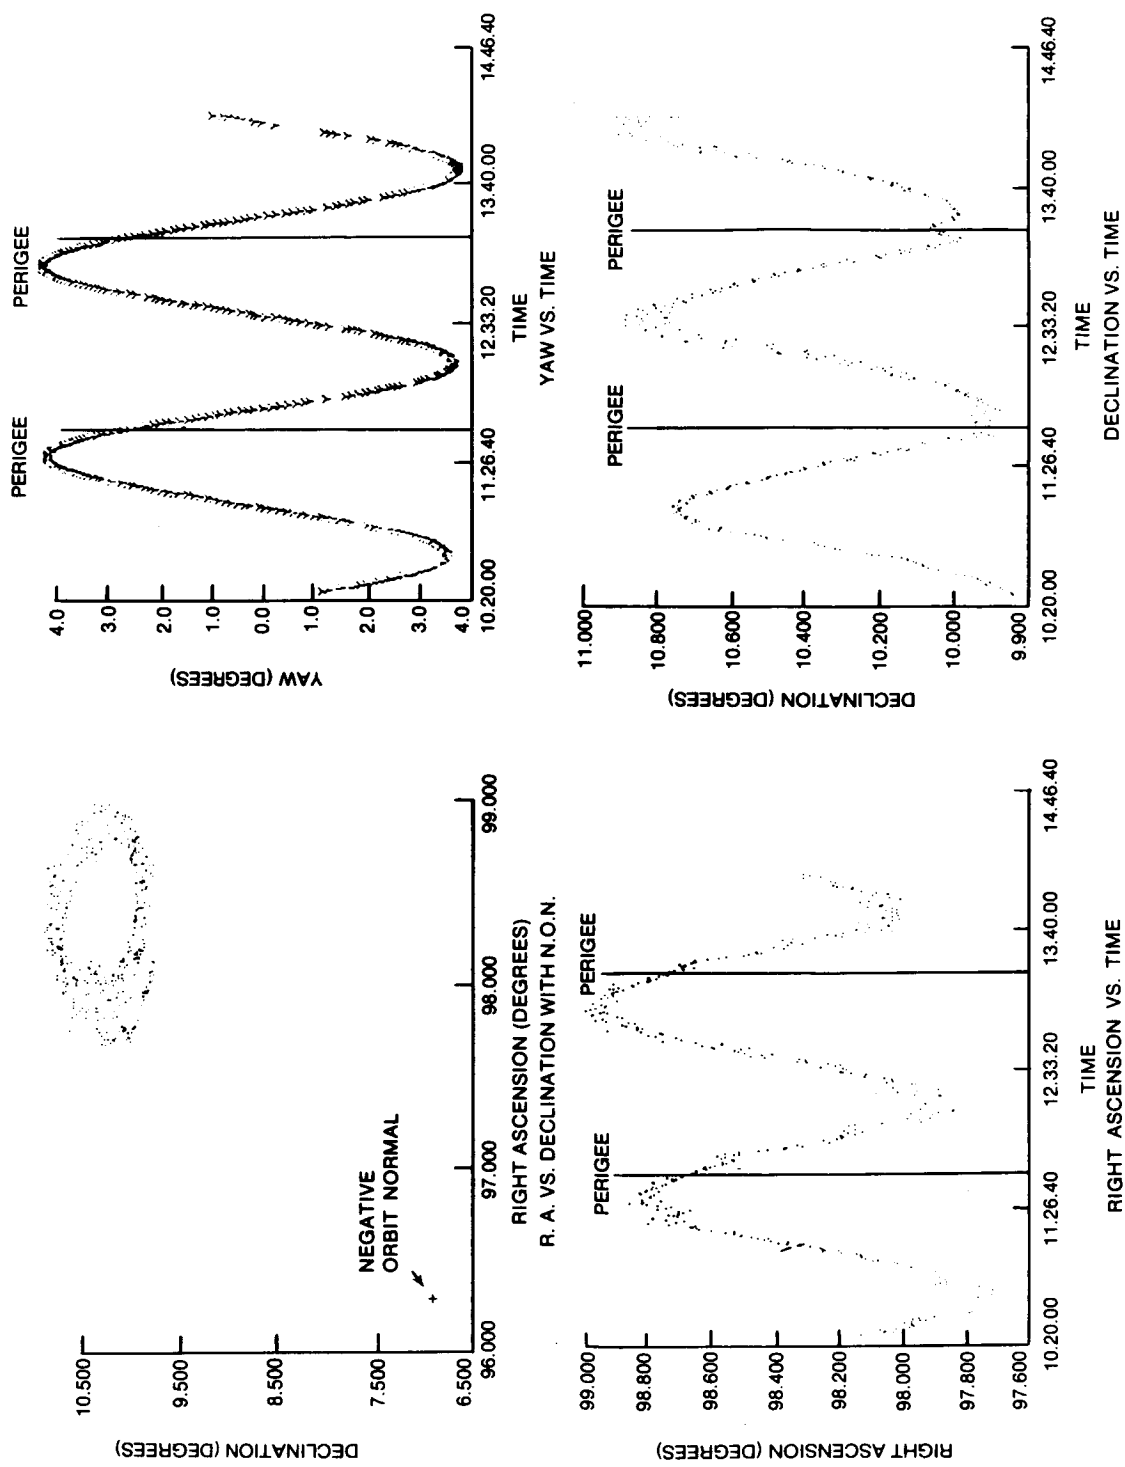 10.500
9.500
8.500
7.500
6.500
DECLINATION (DEGREES)
NEGATIVE
ORBIT NORMAL
96.000
97.000
98.000
99.000
RIGHT ASCENSION (DEGREES)
R. A. VS. DECLINATION WITH N.O.N.
PERIGEE
PERIGEE
4.0
3.0
2.0
1.0
0.0
1.0
2.0
3.0
4.0
YAW (DEGREES)
10.20.00
11:26.40
12.33.20
13.40.00
14.46.40
TIME
YAW VS. TIME
99.000
98.800
98.600
98.400
98.200
98.000
97.800
97.600
RIGHT ASCENSION (DEGREES)
PERIGEE
PERIGEE
10.20.00
11.26.40
12.33.20
13.40.00
14.46.40
TIME
RIGHT ASCENSION VS. TIME
11.000
10.800
10.600
10.400
10.200
10.000
9.900
DECLINATION (DEGREES)
PERIGEE
PERIGEE
10.20.00
11.26.40
12.33.20
13.40.00
14.46.40
TIME
DECLINATION VS. TIME